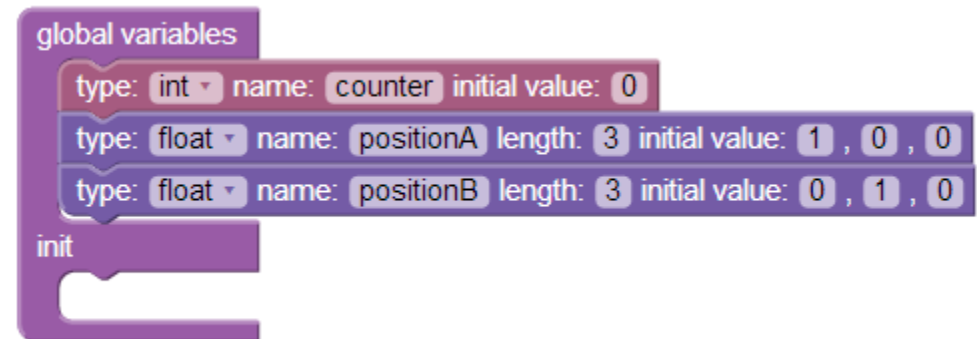 global variables
type: int name: counter initial value: 0
type: float name: positionA length: 3 initial value: 1 , 0 , 0
type: float name: positionB length: 3 initial value: 0 , 1 , 0
init